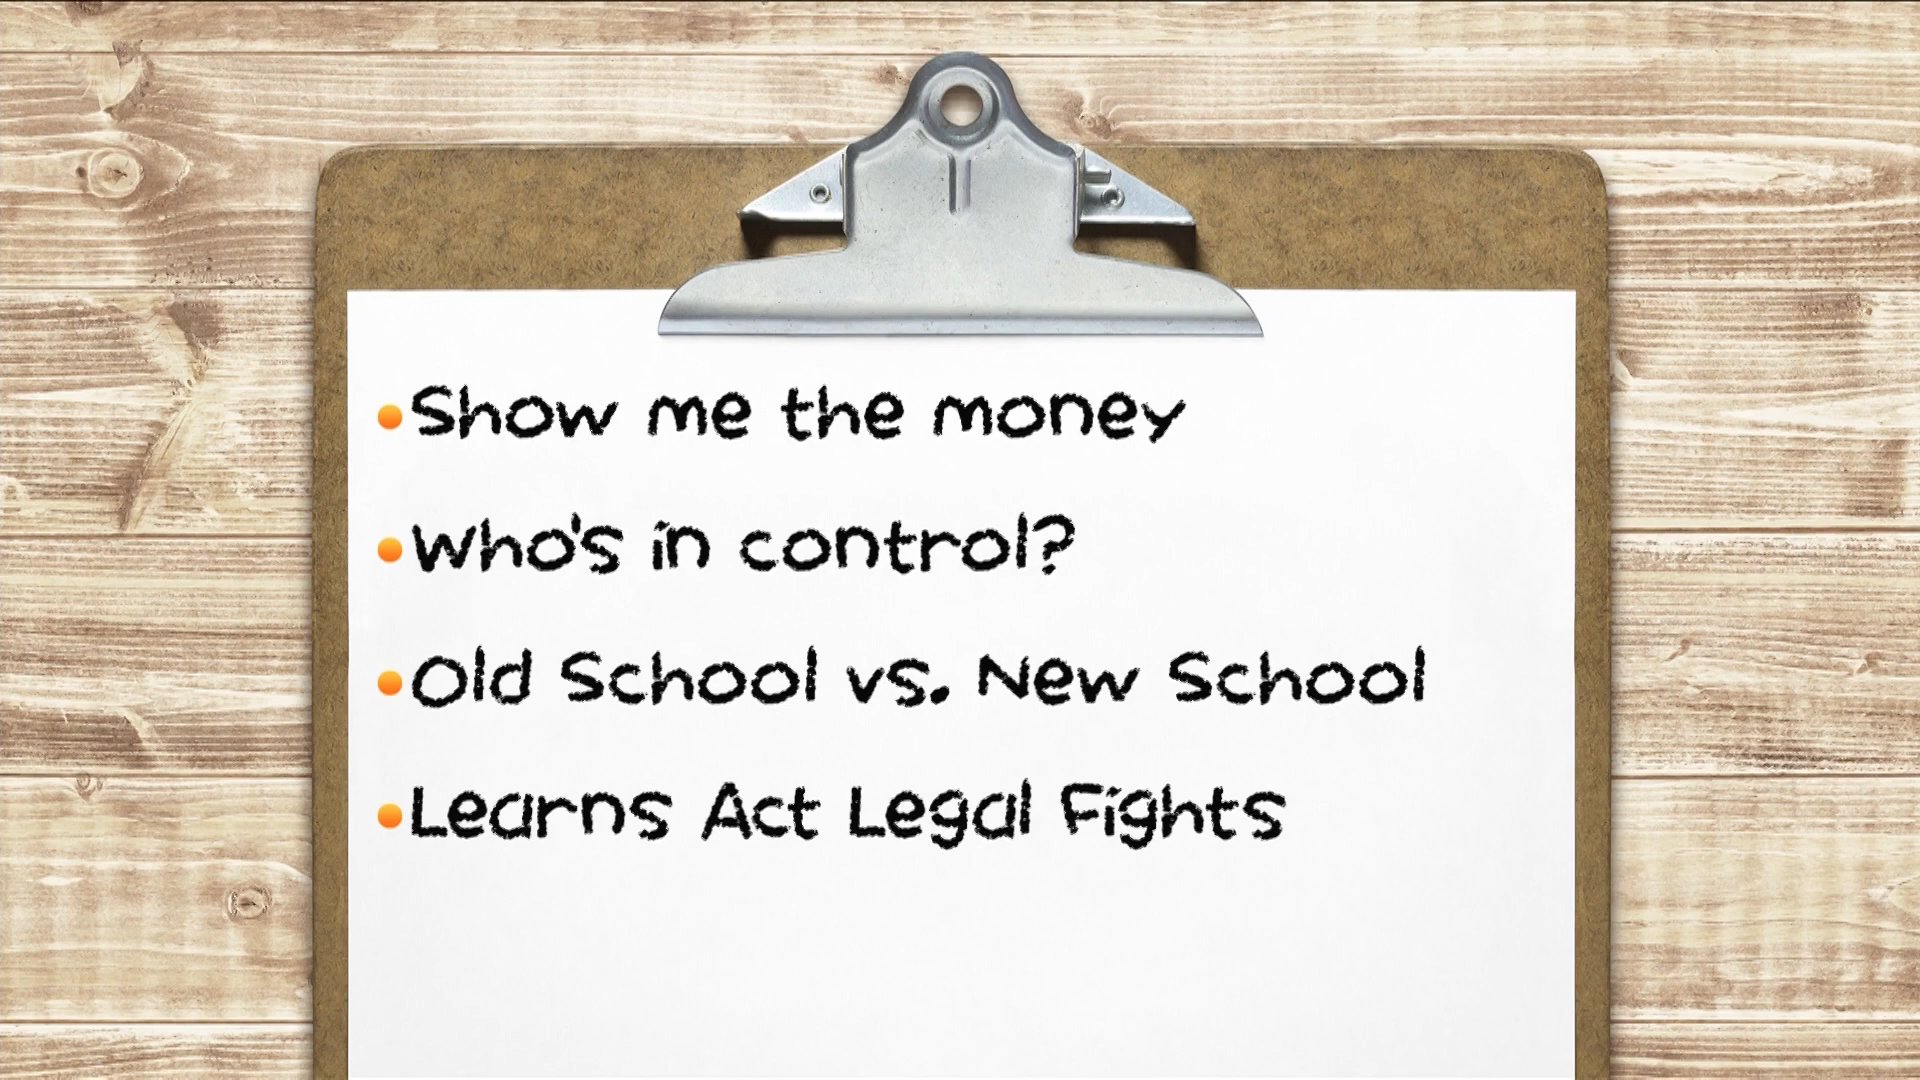 • Show me the money
• Who's in control?
• Old School vs. New School
• Learns Act Legal Fights